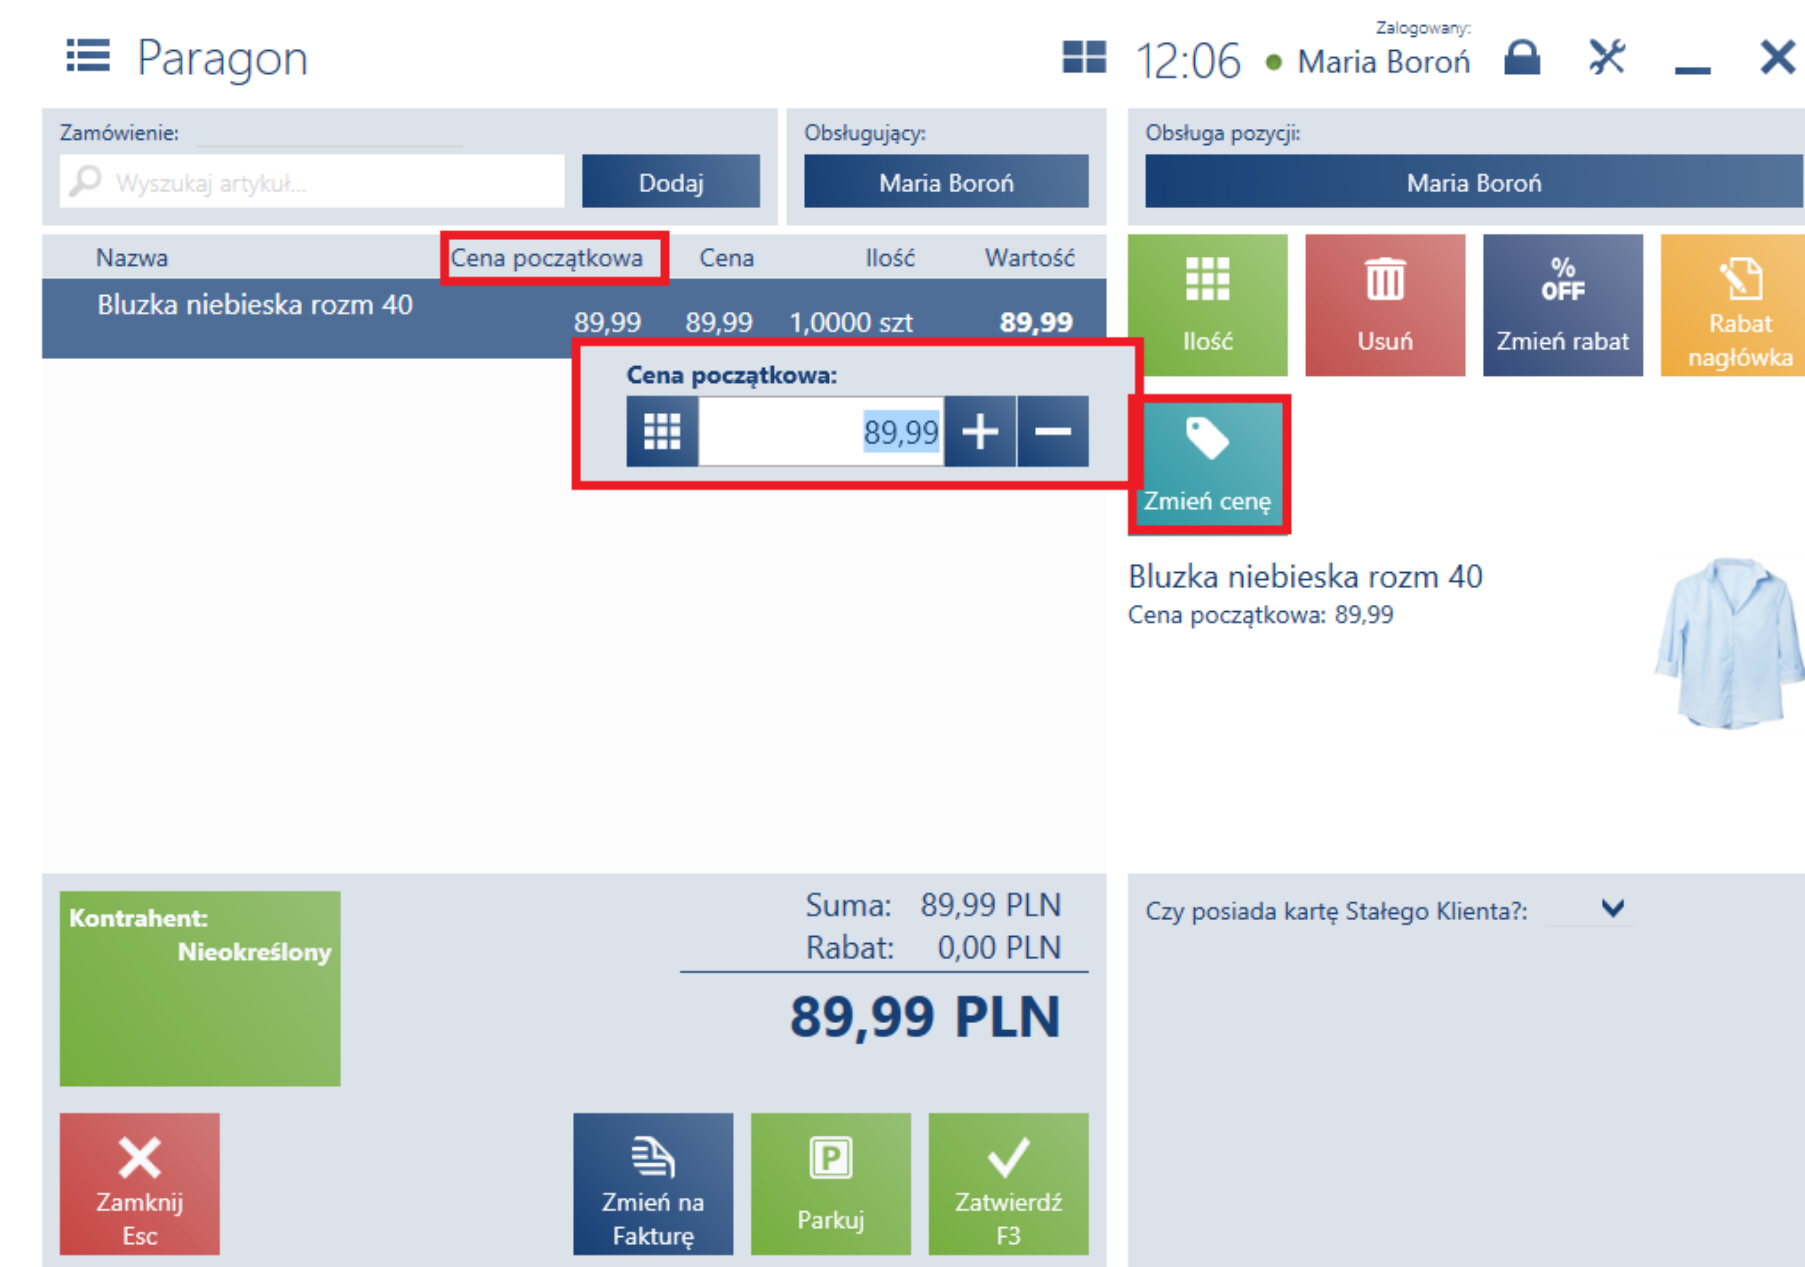 Paragon
12:06
Zalogowany:
Maria Boroń
Zamówienie:
Wyszukaj artykuł...
Dodaj
Obsługujący:
Maria Boroń
Obsługa pozycji:
Maria Boroń
Nazwa Cena początkowa Cena Ilość Wartość
Bluzka niebieska rozm 40
89,99 89,99 1,0000 szt 89,99
Cena początkowa:
89,99
Ilość
Usuń
% OFF
Zmień rabat
Rabat
nagłówka
Zmień cenę
Bluzka niebieska rozm 40
Cena początkowa: 89,99
Kontrahent:
Nieokreślony
Suma: 89,99 PLN
Rabat: 0,00 PLN
89,99 PLN
Czy posiada kartę Stałego Klienta?:
Zamknij
Esc
Zmień na
Fakturę
P
Parkuj
Zatwierdź
F3